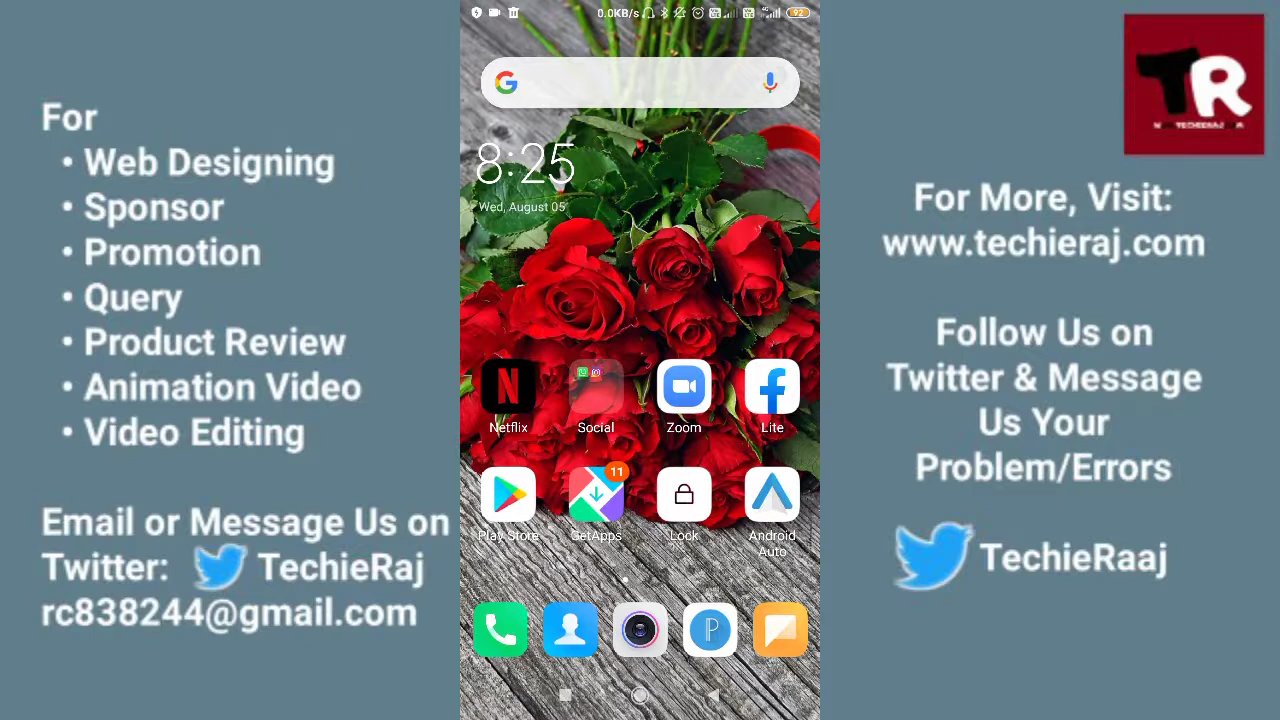 For
• Web Designing
• Sponsor
• Promotion
• Query
• Product Review
• Animation Video
• Video Editing
Email or Message Us on
Twitter: TechieRaj
rc838244@gmail.com
0.0KB/s
4G
92
8:25
Wed, August 05
N
Netflix
Social
Zoom
Lite
11
Play Store
GetApps
Lock
Android
Auto
P
TR
For More, Visit:
www.techieraj.com
Follow Us on
Twitter & Message
Us Your
Problem/Errors
TechieRaaj